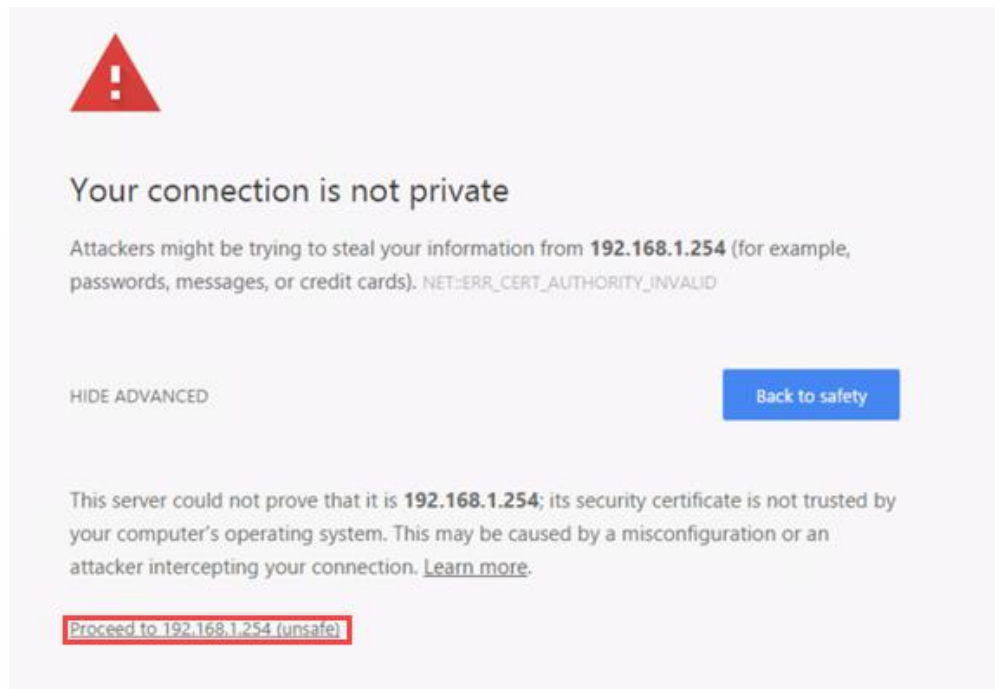 Your connection is not private
Attackers might be trying to steal your information from 192.168.1.254 (for example,
passwords, messages, or credit cards). NET::ERR_CERT_AUTHORITY_INVALID
HIDE ADVANCED
Back to safety
This server could not prove that it is 192.168.1.254; its security certificate is not trusted by
your computer's operating system. This may be caused by a misconfiguration or an
attacker intercepting your connection. Learn more.
Proceed to 192.168.1.254 (unsafe)